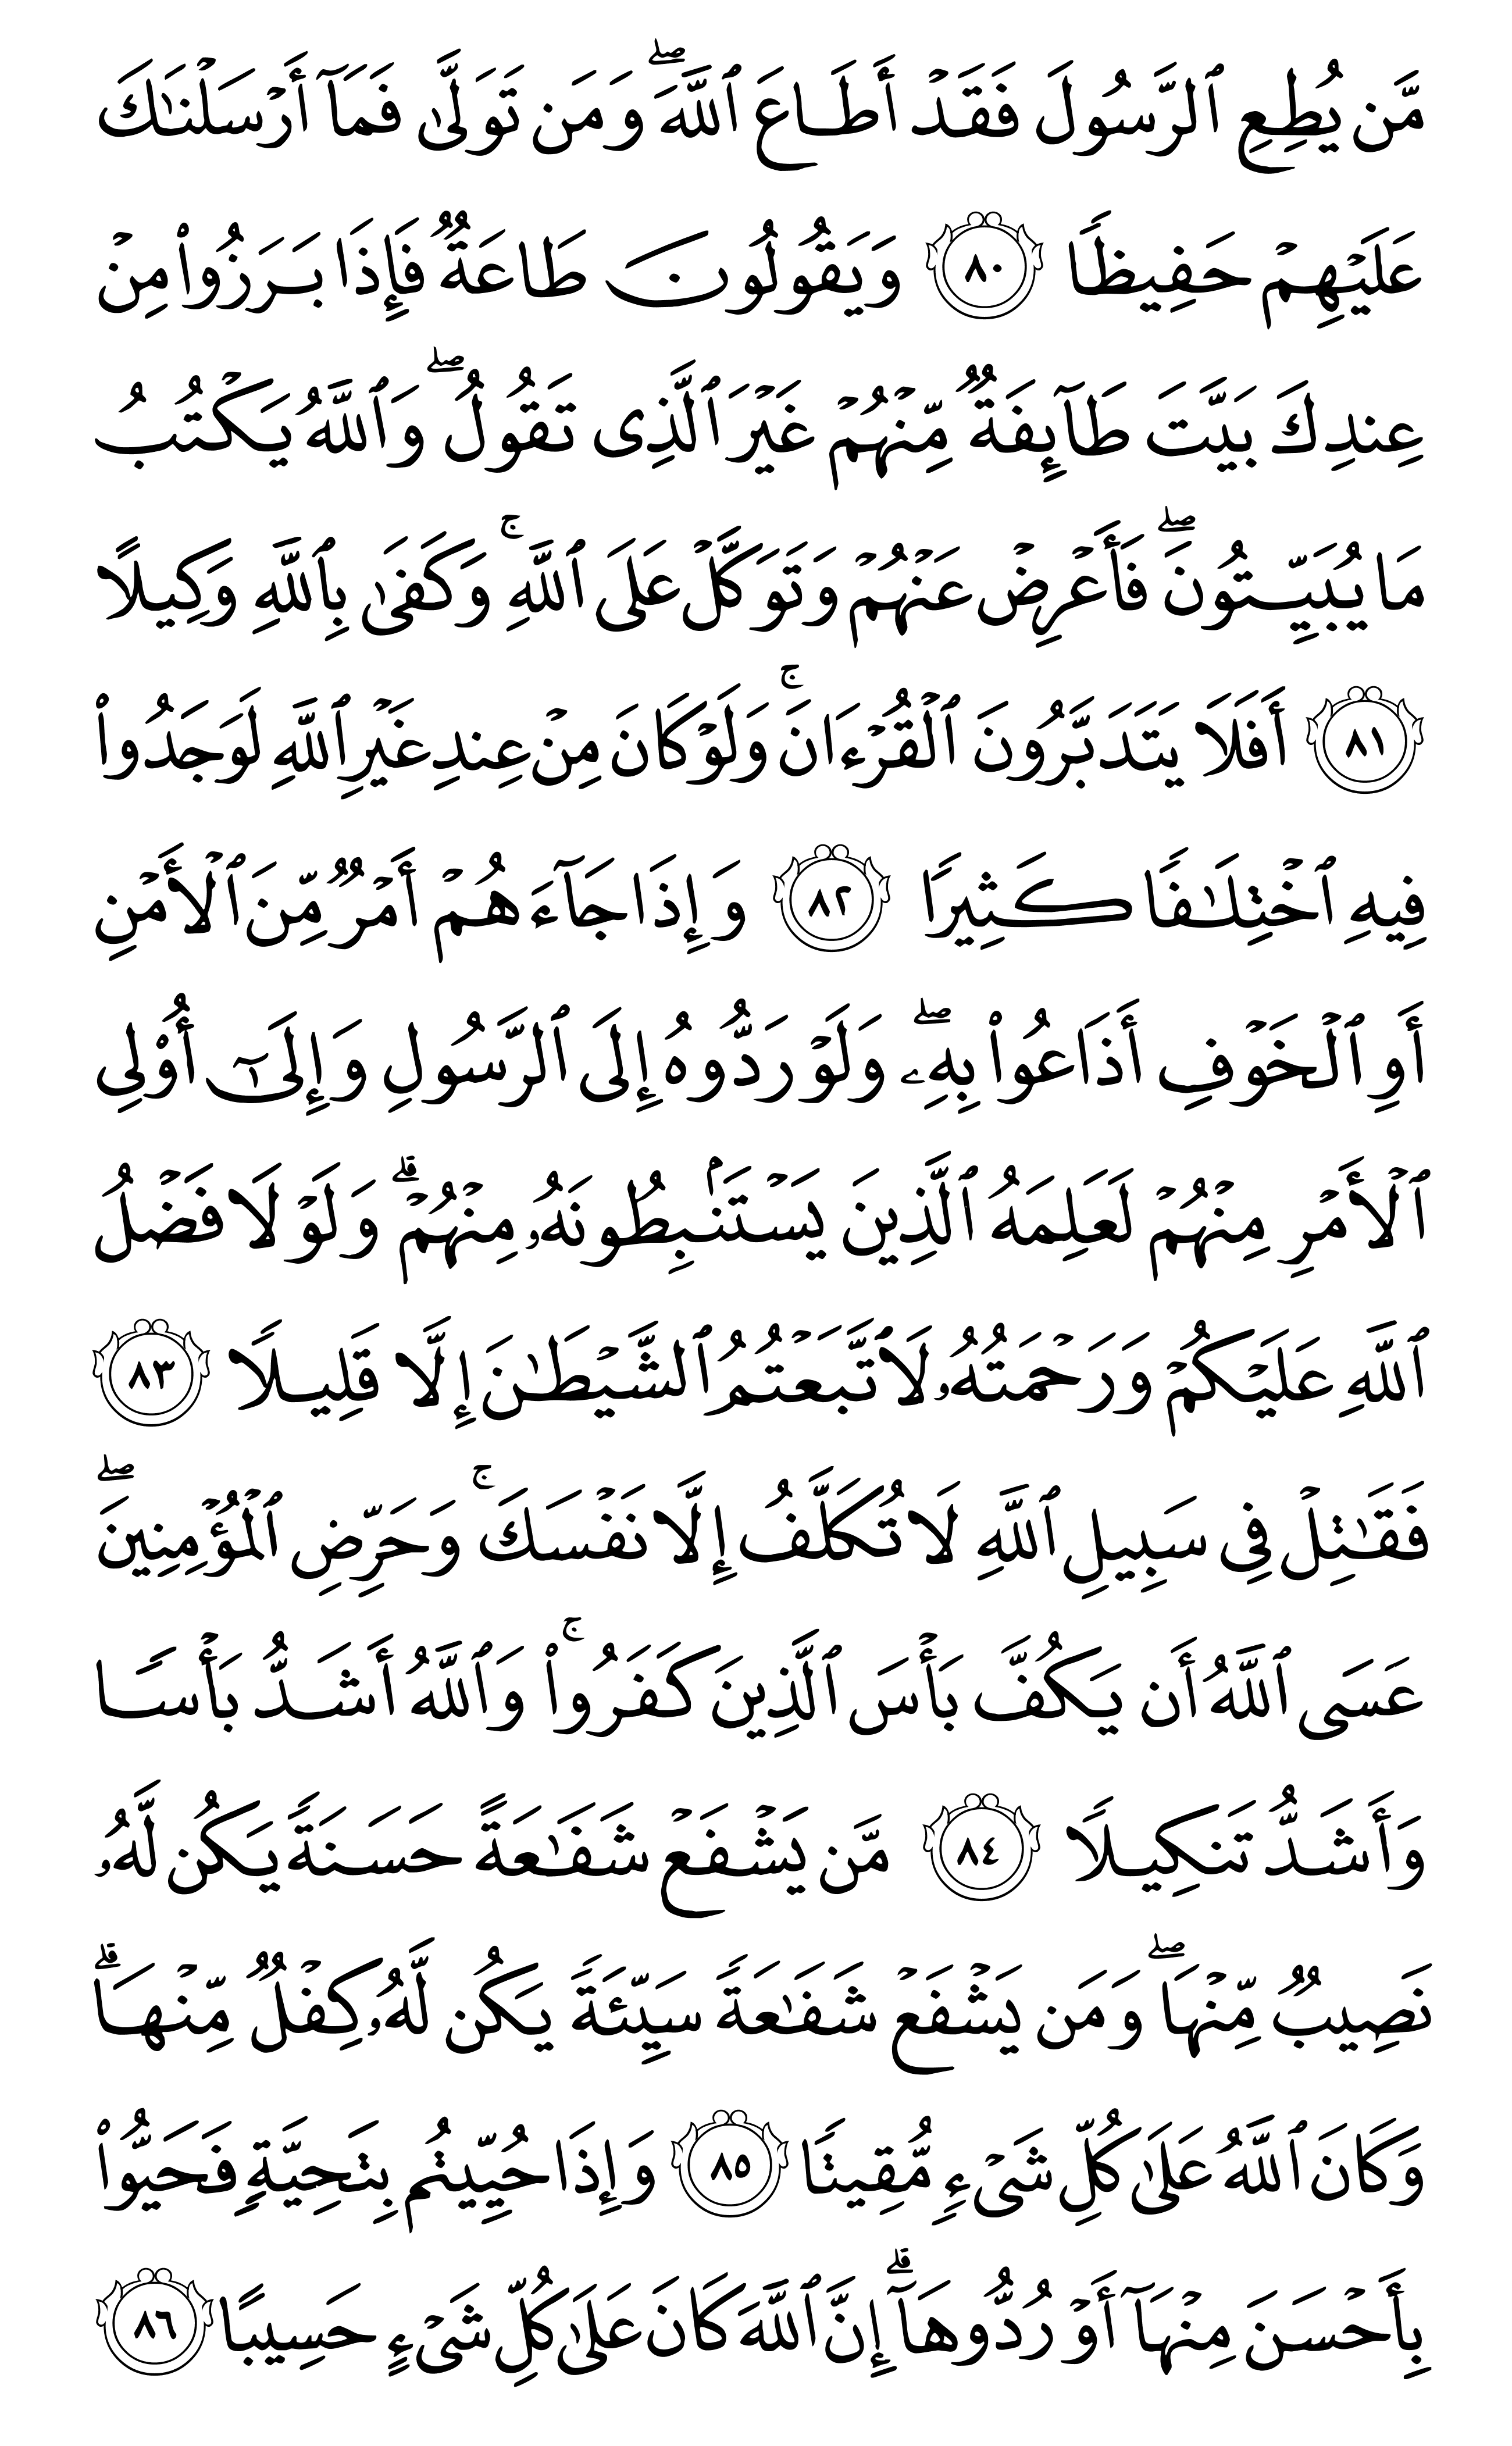 مَّن يُطِعِ ٱلرَّسُولَ فَقَدۡ أَطَاعَ ٱللَّهَۖ وَمَن تَوَلَّىٰ فَمَآ أَرۡسَلۡنَٰكَ
عَلَيۡهِمۡ حَفِيظٗا ٨٠ وَيَقُولُونَ طَاعَةٞ فَإِذَا بَرَزُواْ مِنۡ
عِندِكَ بَيَّتَ طَآئِفَةٞ مِّنۡهُمۡ غَيۡرَ ٱلَّذِي تَقُولُۖ وَٱللَّهُ يَكۡتُبُ
مَا يُبَيِّتُونَۖ فَأَعۡرِضۡ عَنۡهُمۡ وَتَوَكَّلۡ عَلَى ٱللَّهِۚ وَكَفَىٰ بِٱللَّهِ وَكِيلًا
٨١ أَفَلَا يَتَدَبَّرُونَ ٱلۡقُرۡءَانَۚ وَلَوۡ كَانَ مِنۡ عِندِ غَيۡرِ ٱللَّهِ لَوَجَدُواْ
فِيهِ ٱخۡتِلَٰفٗا كَثِيرٗا ٨٢ وَإِذَا جَآءَهُمۡ أَمۡرٞ مِّنَ ٱلۡأَمۡنِ
أَوِ ٱلۡخَوۡفِ أَذَاعُواْ بِهِۦۖ وَلَوۡ رَدُّوهُ إِلَى ٱلرَّسُولِ وَإِلَىٰٓ أُوْلِي
ٱلۡأَمۡرِ مِنۡهُمۡ لَعَلِمَهُ ٱلَّذِينَ يَسۡتَنۢبِطُونَهُۥ مِنۡهُمۡۗ وَلَوۡلَا فَضۡلُ
ٱللَّهِ عَلَيۡكُمۡ وَرَحۡمَتُهُۥ لَٱتَّبَعۡتُمُ ٱلشَّيۡطَٰنَ إِلَّا قَلِيلٗا ٨٣
فَقَٰتِلۡ فِي سَبِيلِ ٱللَّهِ لَا تُكَلَّفُ إِلَّا نَفۡسَكَۚ وَحَرِّضِ ٱلۡمُؤۡمِنِينَۖ
عَسَى ٱللَّهُ أَن يَكُفَّ بَأۡسَ ٱلَّذِينَ كَفَرُواْۚ وَٱللَّهُ أَشَدُّ بَأۡسٗا
وَأَشَدُّ تَنكِيلٗا ٨٤ مَّن يَشۡفَعۡ شَفَٰعَةً حَسَنَةٗ يَكُن لَّهُۥ
نَصِيبٞ مِّنۡهَاۖ وَمَن يَشۡفَعۡ شَفَٰعَةٗ سَيِّئَةٗ يَكُن لَّهُۥ كِفۡلٞ مِّنۡهَاۗ
وَكَانَ ٱللَّهُ عَلَىٰ كُلِّ شَيۡءٖ مُّقِيتٗا ٨٥ وَإِذَا حُيِّيتُم بِتَحِيَّةٖ فَحَيُّواْ
بِأَحۡسَنَ مِنۡهَآ أَوۡ رُدُّوهَآۗ إِنَّ ٱللَّهَ كَانَ عَلَىٰ كُلِّ شَيۡءٍ حَسِيبًا ٨٦